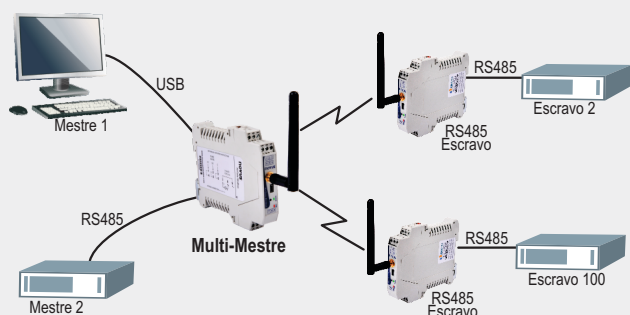 Mestre 1
USB
RS485
Mestre 2
Multi-Mestre
RS485
Escravo 2
RS485
Escravo
RS485
Escravo 100
RS485
Escravo